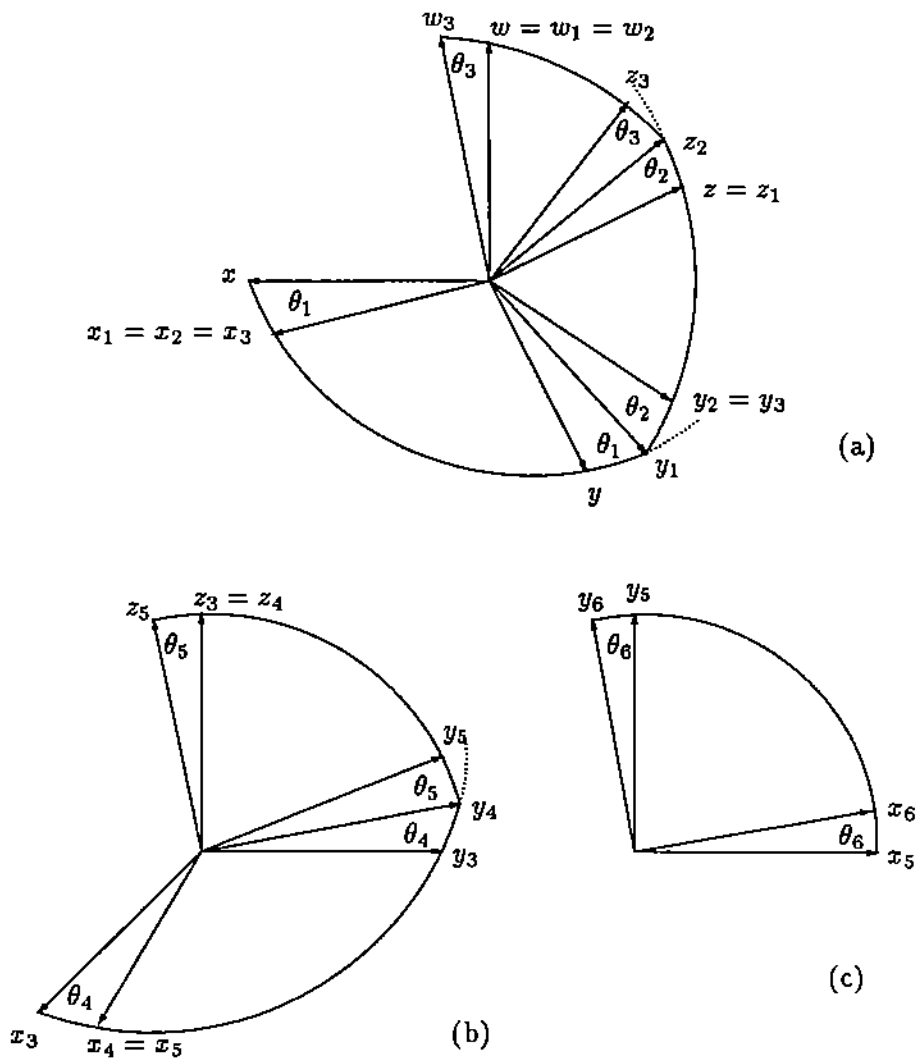 w₃ w = w₁ = w₂
θ₃
z₃
θ₃
z₂
θ₂
z = z₁
x
θ₁
x₁ = x₂ = x₃
θ₂
y₂ = y₃
θ₁
y₁
y
(a)
z₅ z₃ = z₄
θ₅
y₅
θ₅
y₄
θ₄
y₃
θ₄
x₃
x₄ = x₅
(b)
y₆ y₅
θ₆
x₆
θ₆
x₅
(c)